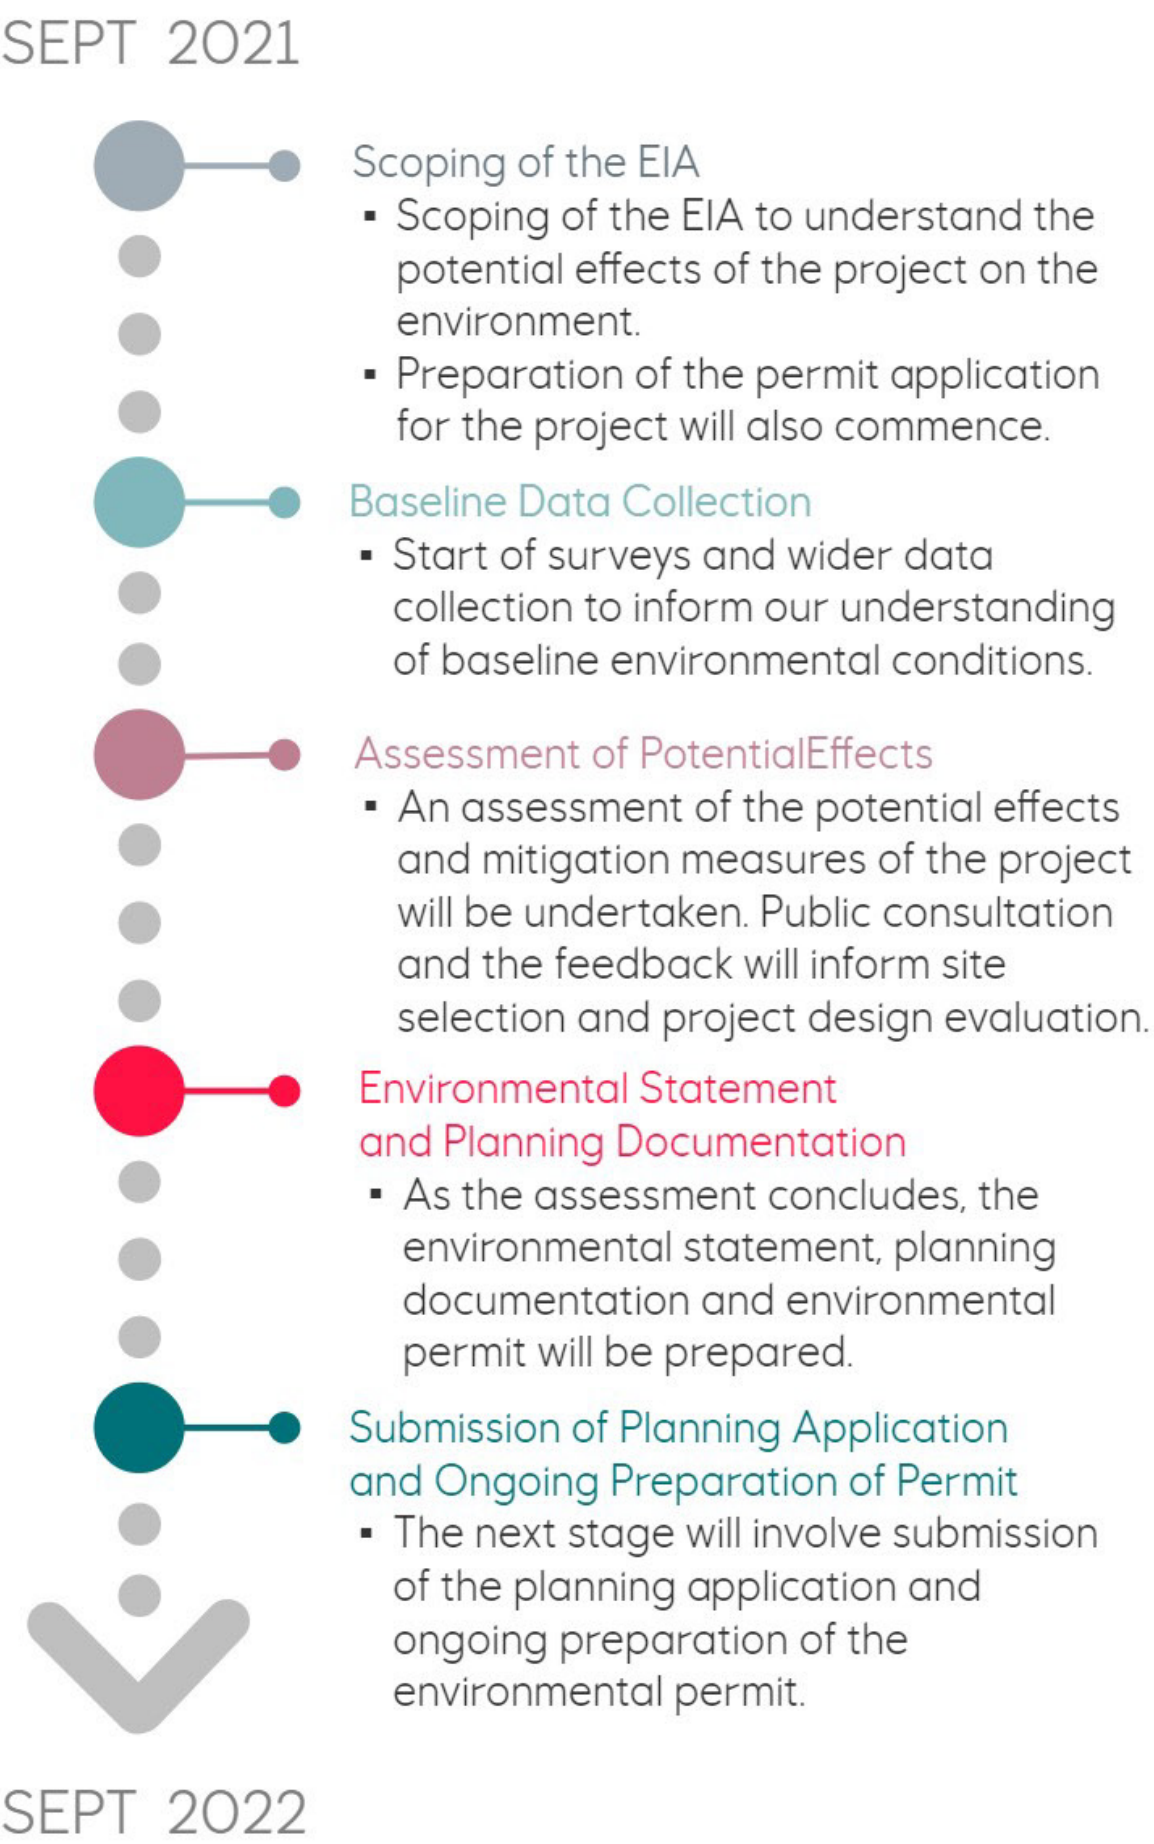 SEPT 2021
Scoping of the EIA
▪ Scoping of the EIA to understand the
potential effects of the project on the
environment.
▪ Preparation of the permit application
for the project will also commence.
Baseline Data Collection
▪ Start of surveys and wider data
collection to inform our understanding
of baseline environmental conditions.
Assessment of PotentialEffects
▪ An assessment of the potential effects
and mitigation measures of the project
will be undertaken. Public consultation
and the feedback will inform site
selection and project design evaluation.
Environmental Statement
and Planning Documentation
▪ As the assessment concludes, the
environmental statement, planning
documentation and environmental
permit will be prepared.
Submission of Planning Application
and Ongoing Preparation of Permit
▪ The next stage will involve submission
of the planning application and
ongoing preparation of the
environmental permit.
SEPT 2022